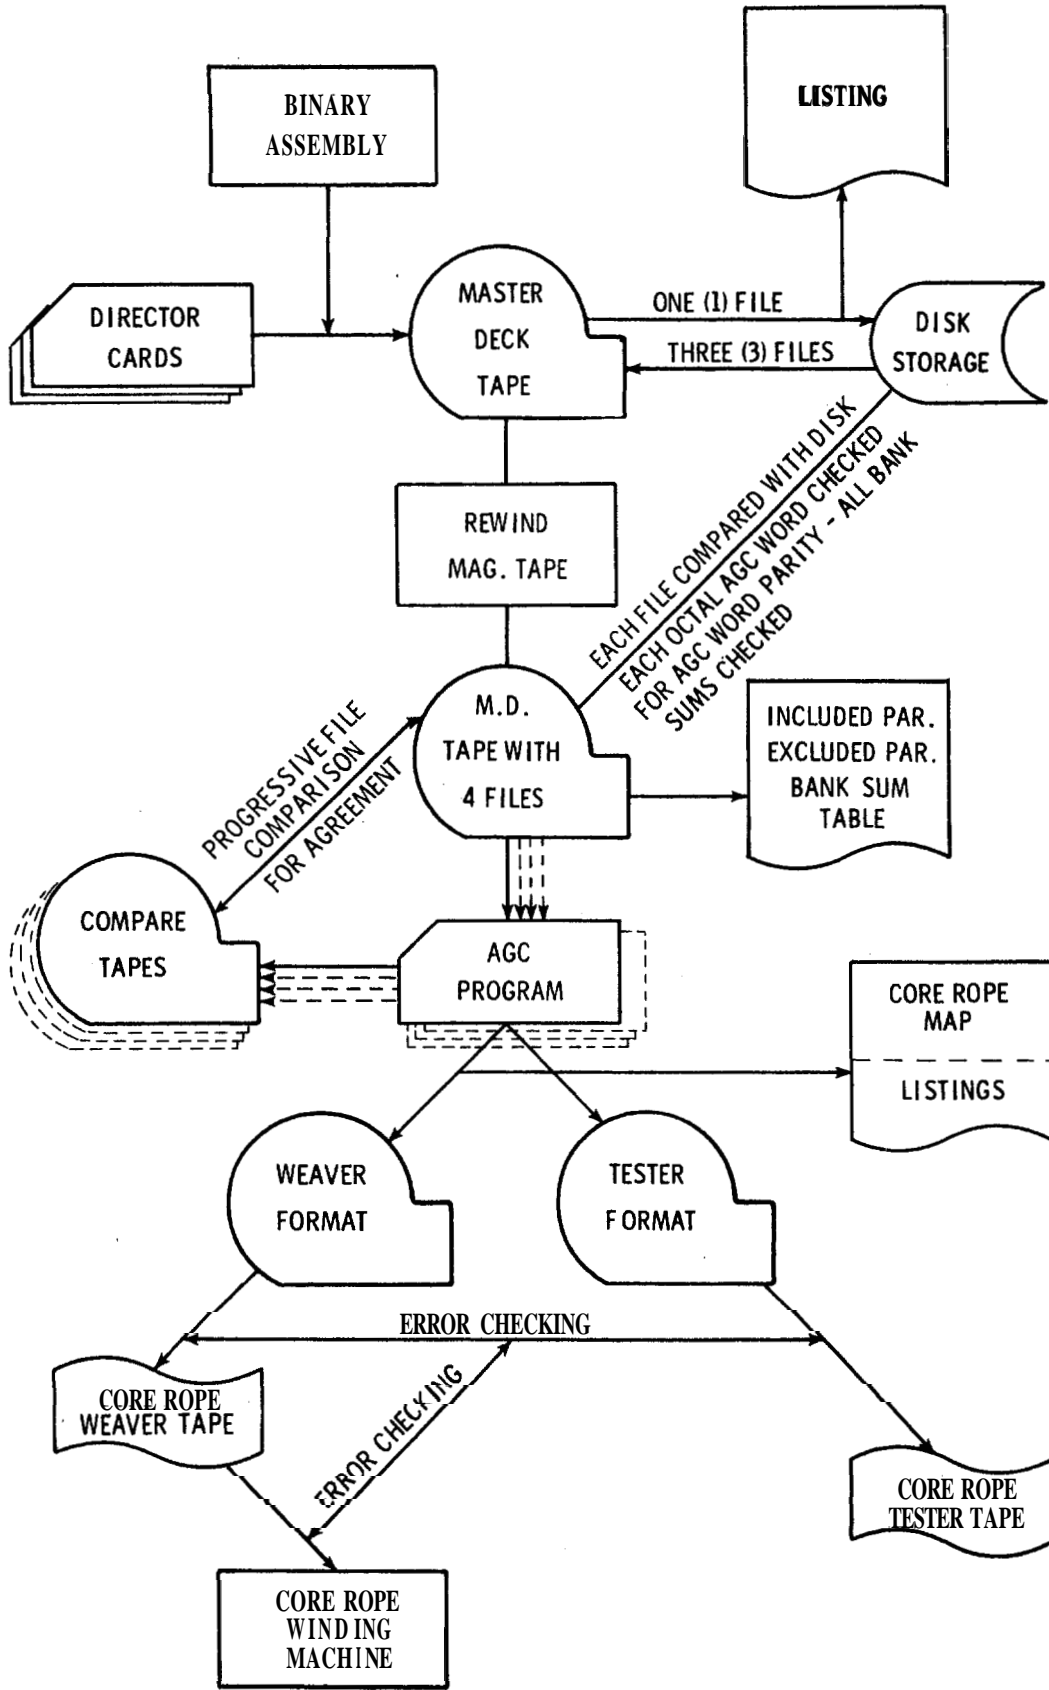 LISTING
BINARY
ASSEMBLY
DIRECTOR
CARDS
MASTER
DECK
TAPE
ONE (1) FILE
THREE (3) FILES
DISK
STORAGE
REWIND
MAG. TAPE
EACH FILE COMPARED WITH DISK
EACH OCTAL AGC WORD CHECKED
FOR AGC WORD PARITY - ALL BANK
SUMS CHECKED
M.D.
TAPE WITH
4 FILES
INCLUDED PAR.
EXCLUDED PAR.
BANK SUM
TABLE
PROGRESSIVE FILE
COMPARISON
FOR AGREEMENT
COMPARE
TAPES
AGC
PROGRAM
CORE ROPE
MAP
LISTINGS
WEAVER
FORMAT
TESTER
FORMAT
ERROR CHECKING
ERROR CHECKING
CORE ROPE
WEAVER TAPE
CORE ROPE
TESTER TAPE
CORE ROPE
WINDING
MACHINE